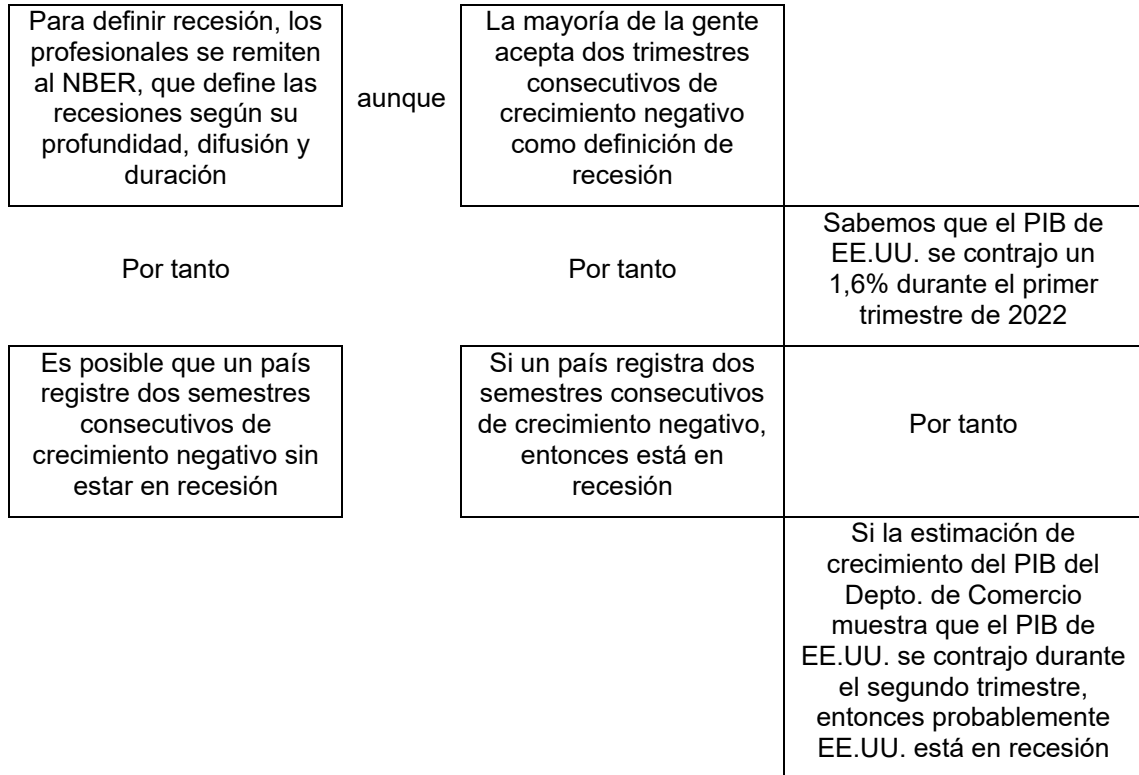 Para definir recesión, los
profesionales se remiten
al NBER, que define las
recesiones según su
profundidad, difusión y
duración
aunque
La mayoría de la gente
acepta dos trimestres
consecutivos de
crecimiento negativo
como definición de
recesión
Por tanto
Por tanto
Sabemos que el PIB de
EE.UU. se contrajo un
1,6% durante el primer
trimestre de 2022
Es posible que un país
registre dos semestres
consecutivos de
crecimiento negativo sin
estar en recesión
Si un país registra dos
semestres consecutivos
de crecimiento negativo,
entonces está en
recesión
Por tanto
Si la estimación de
crecimiento del PIB del
Depto. de Comercio
muestra que el PIB de
EE.UU. se contrajo durante
el segundo trimestre,
entonces probablemente
EE.UU. está en recesión